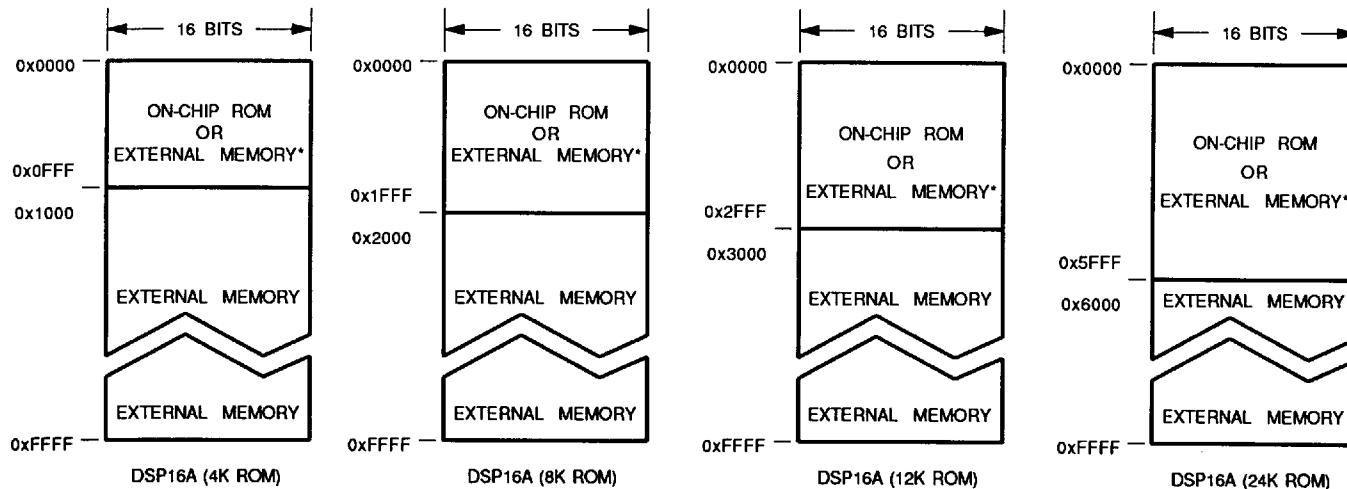 16 BITS
0x0000
ON-CHIP ROM
OR
EXTERNAL MEMORY*
0x0FFF
0x1000
EXTERNAL MEMORY
EXTERNAL MEMORY
0xFFFF
DSP16A (4K ROM)
16 BITS
0x0000
ON-CHIP ROM
OR
EXTERNAL MEMORY*
0x1FFF
0x2000
EXTERNAL MEMORY
EXTERNAL MEMORY
0xFFFF
DSP16A (8K ROM)
16 BITS
0x0000
ON-CHIP ROM
OR
EXTERNAL MEMORY*
0x2FFF
0x3000
EXTERNAL MEMORY
EXTERNAL MEMORY
0xFFFF
DSP16A (12K ROM)
16 BITS
0x0000
ON-CHIP ROM
OR
EXTERNAL MEMORY*
0x5FFF
0x6000
EXTERNAL MEMORY
EXTERNAL MEMORY
0xFFFF
DSP16A (24K ROM)